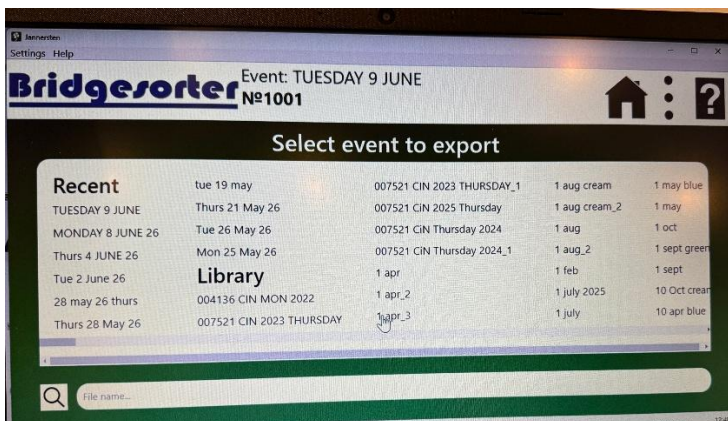 Jannersten
Settings Help
Bridgesorter
Event: TUESDAY 9 JUNE
№1001
Select event to export
Recent
TUESDAY 9 JUNE
MONDAY 8 JUNE 26
Thurs 4 JUNE 26
Tue 2 June 26
28 may 26 thurs
Thurs 28 May 26
tue 19 may
Thurs 21 May 26
Tue 26 May 26
Mon 25 May 26
Library
004136 CIN MON 2022
007521 CIN 2023 THURSDAY
007521 CIN 2023 THURSDAY_1
007521 CIN 2025 Thursday
007521 CiN Thursday 2024
007521 CiN Thursday 2024_1
1 apr
1 apr_2
1 apr_3
1 aug cream
1 aug cream_2
1 aug
1 aug_2
1 feb
1 july 2025
1 july
1 may blue
1 may
1 oct
1 sept green
1 sept
10 Oct cream
10 apr blue
File name...